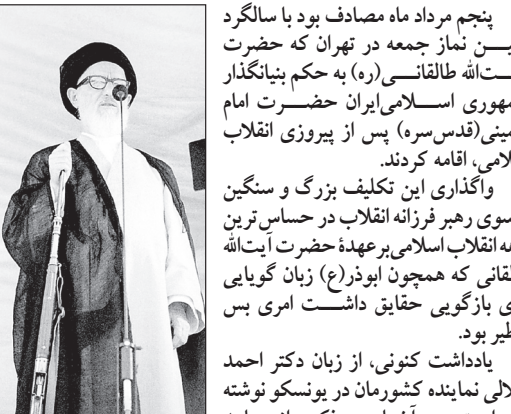 پنجم مرداد ماه مصادف بود با سالگرد
نماز جمعه در تهران که حضرت
طالقانی(ره) به حکم بنیانگذار
اسلامی‌ایران حضرت امام
(قدس‌سره) پس از پیروزی انقلاب
اقامه کردند.
واگذاری این تکلیف بزرگ و سنگین
رهبر فرزانه انقلاب در حساس‌ترین
انقلاب اسلامی‌برعهدۀ حضرت آیت‌الله
که همچون ابوذر(ع) زبان گویایی
بازگویی حقایق داشت امری بس
بود.
یادداشت کنونی، از زبان دکتر احمد
نماینده کشورمان در یونسکو نوشته